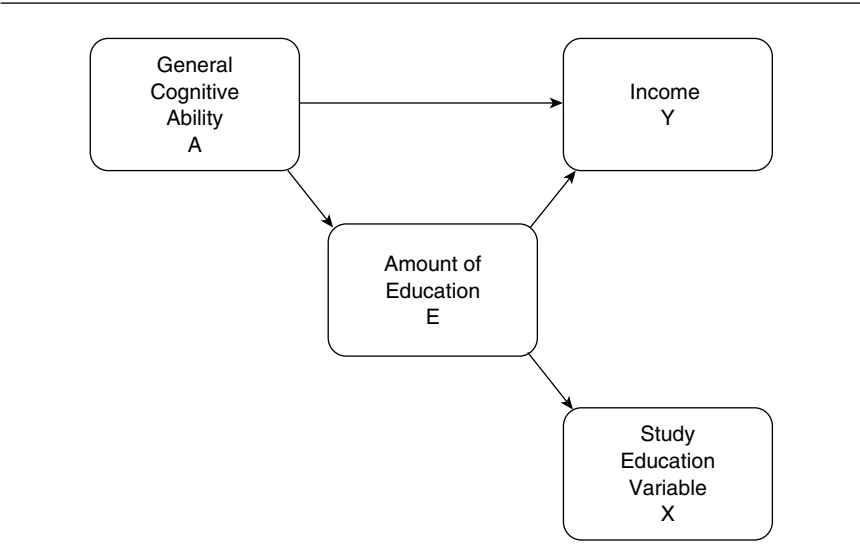 General
Cognitive
Ability
A
Income
Y
Amount of
Education
E
Study
Education
Variable
X